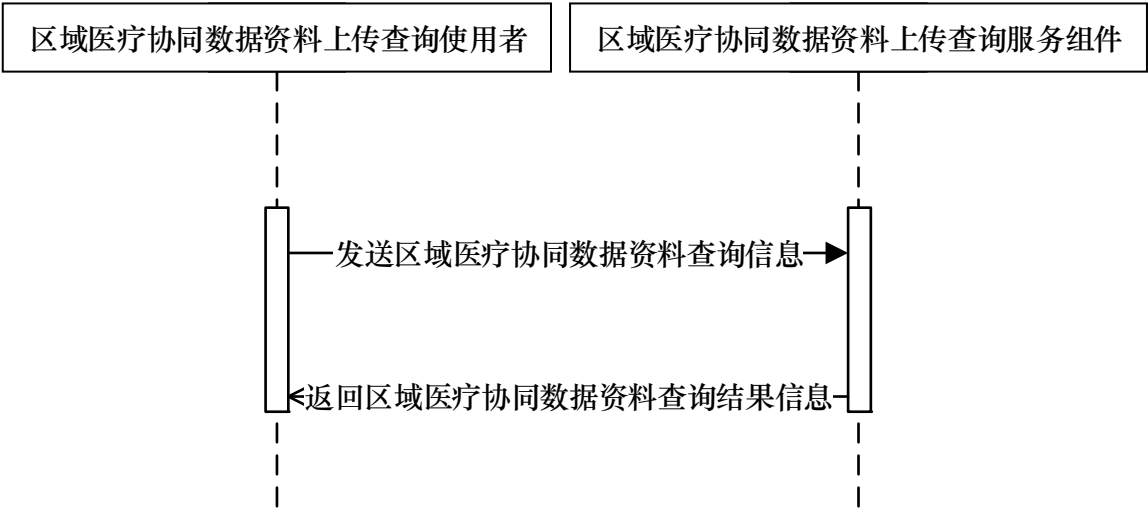 区域医疗协同数据资料上传查询使用者
区域医疗协同数据资料上传查询服务组件
发送区域医疗协同数据资料查询信息
返回区域医疗协同数据资料查询结果信息